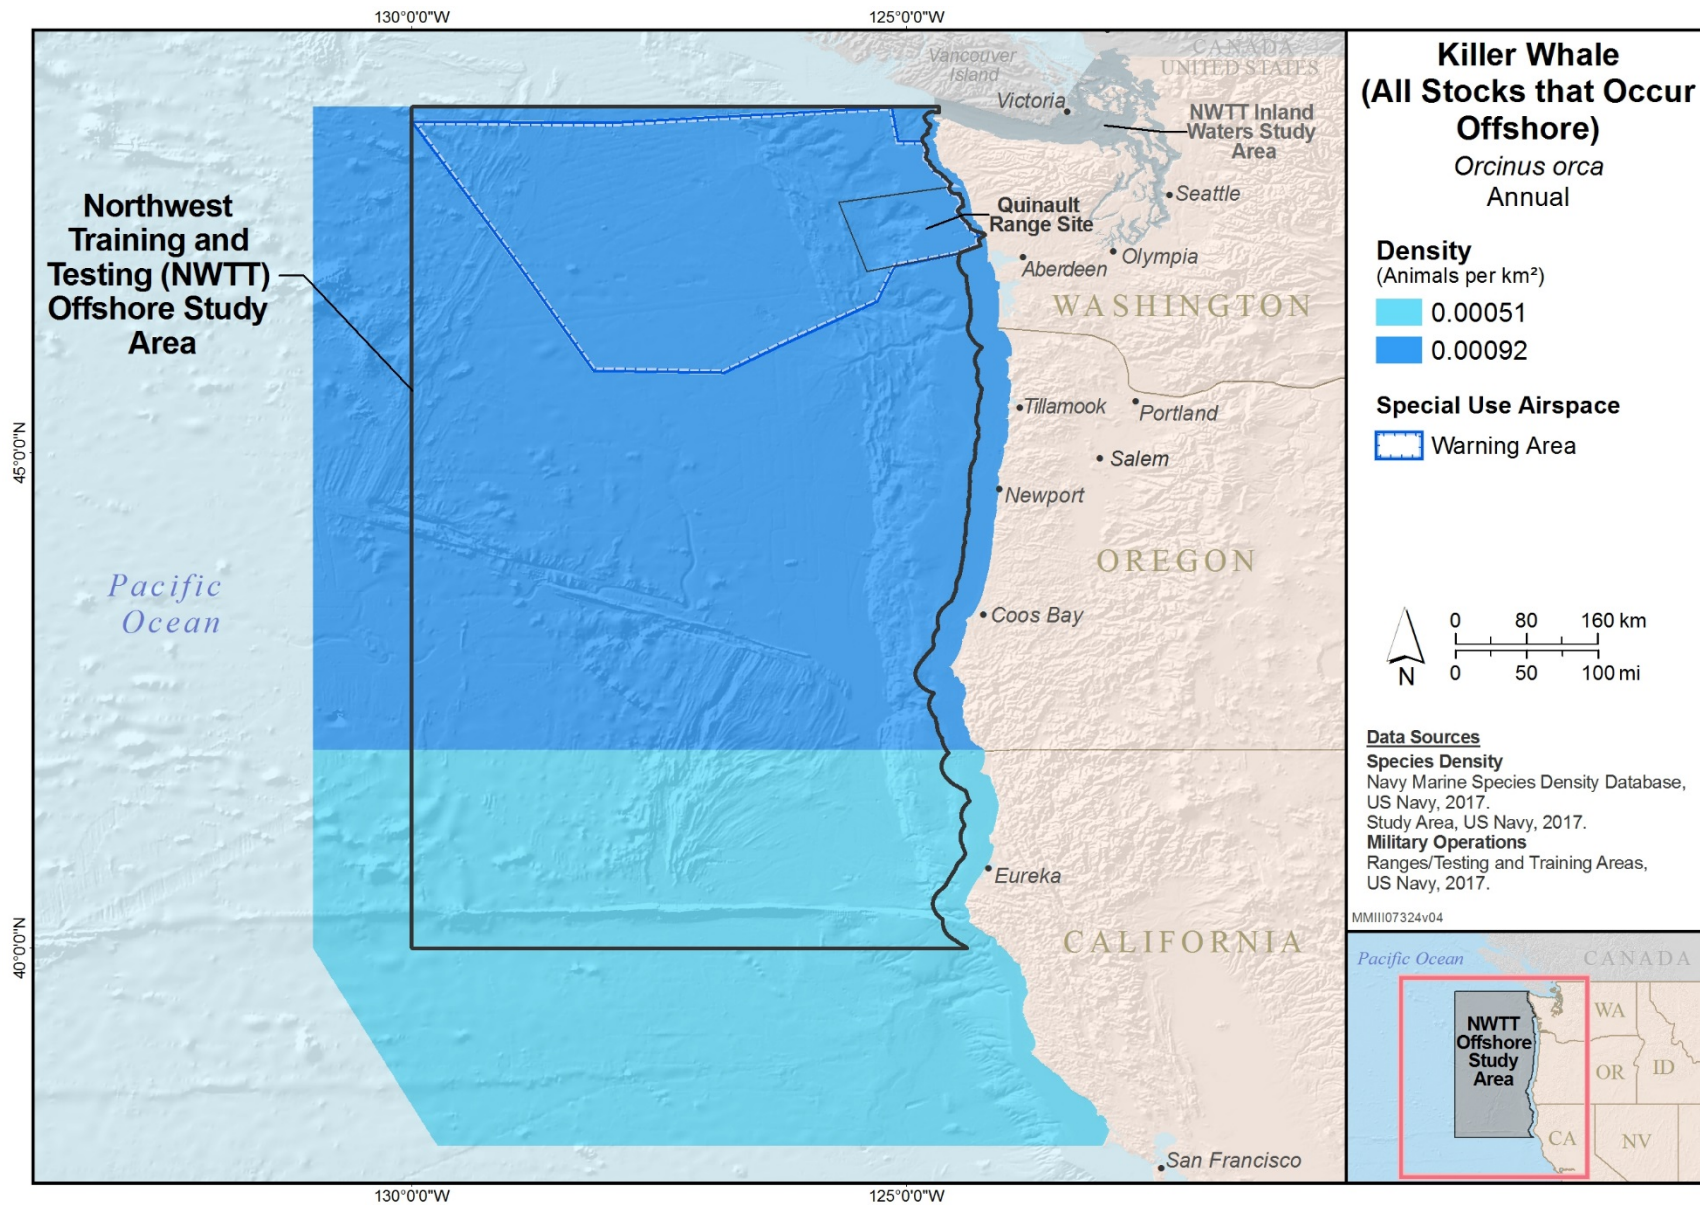 130°0'0"W
125°0'0"W
Vancouver
Island
CANADA
UNITED STATES
Victoria
NWTT Inland
Waters Study
Area
Seattle
Northwest
Training and
Testing (NWTT)
Offshore Study
Area
Quinault
Range Site
Olympia
Aberdeen
WASHINGTON
Tillamook
Portland
45°0'0"N
Salem
Newport
OREGON
Pacific
Ocean
Coos Bay
Eureka
40°0'0"N
CALIFORNIA
San Francisco
130°0'0"W
125°0'0"W
Killer Whale
(All Stocks that Occur
Offshore)
Orcinus orca
Annual
Density
(Animals per km²)
0.00051
0.00092
Special Use Airspace
Warning Area
0 80 160 km
0 50 100 mi
N
Data Sources
Species Density
Navy Marine Species Density Database,
US Navy, 2017.
Study Area, US Navy, 2017.
Military Operations
Ranges/Testing and Training Areas,
US Navy, 2017.
MMIII07324v04
Pacific Ocean
CANADA
NWTT
Offshore
Study
Area
WA
OR
ID
CA
NV